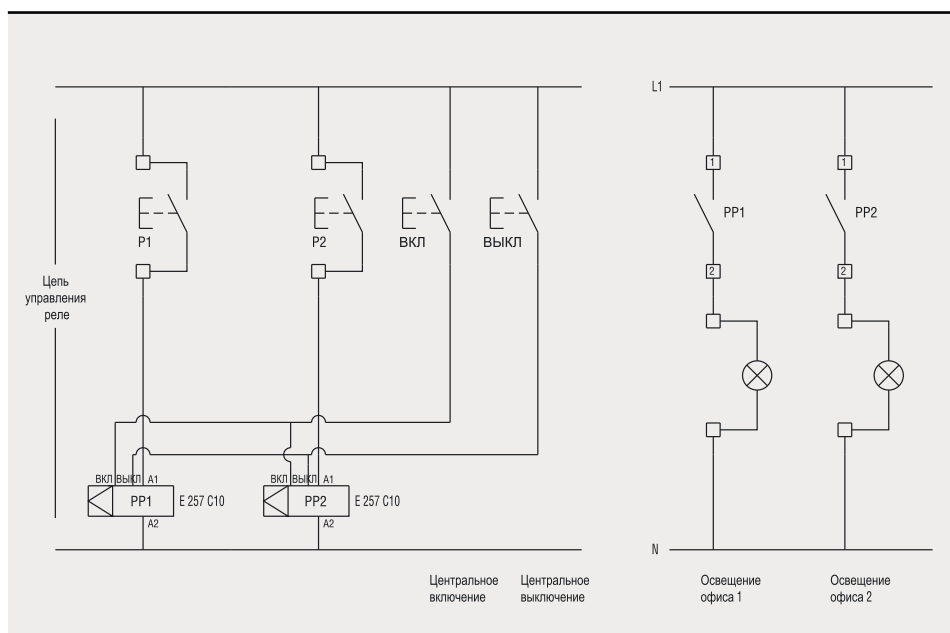 L1
1
1
PP1
PP2
P1
P2
ВКЛ
ВЫКЛ
2
2
Цепь
управления
реле
ВКЛ ВЫКЛ A1
ВКЛ ВЫКЛ A1
PP1
E 257 C10
PP2
E 257 C10
A2
A2
N
Центральное
включение
Центральное
выключение
Освещение
офиса 1
Освещение
офиса 2